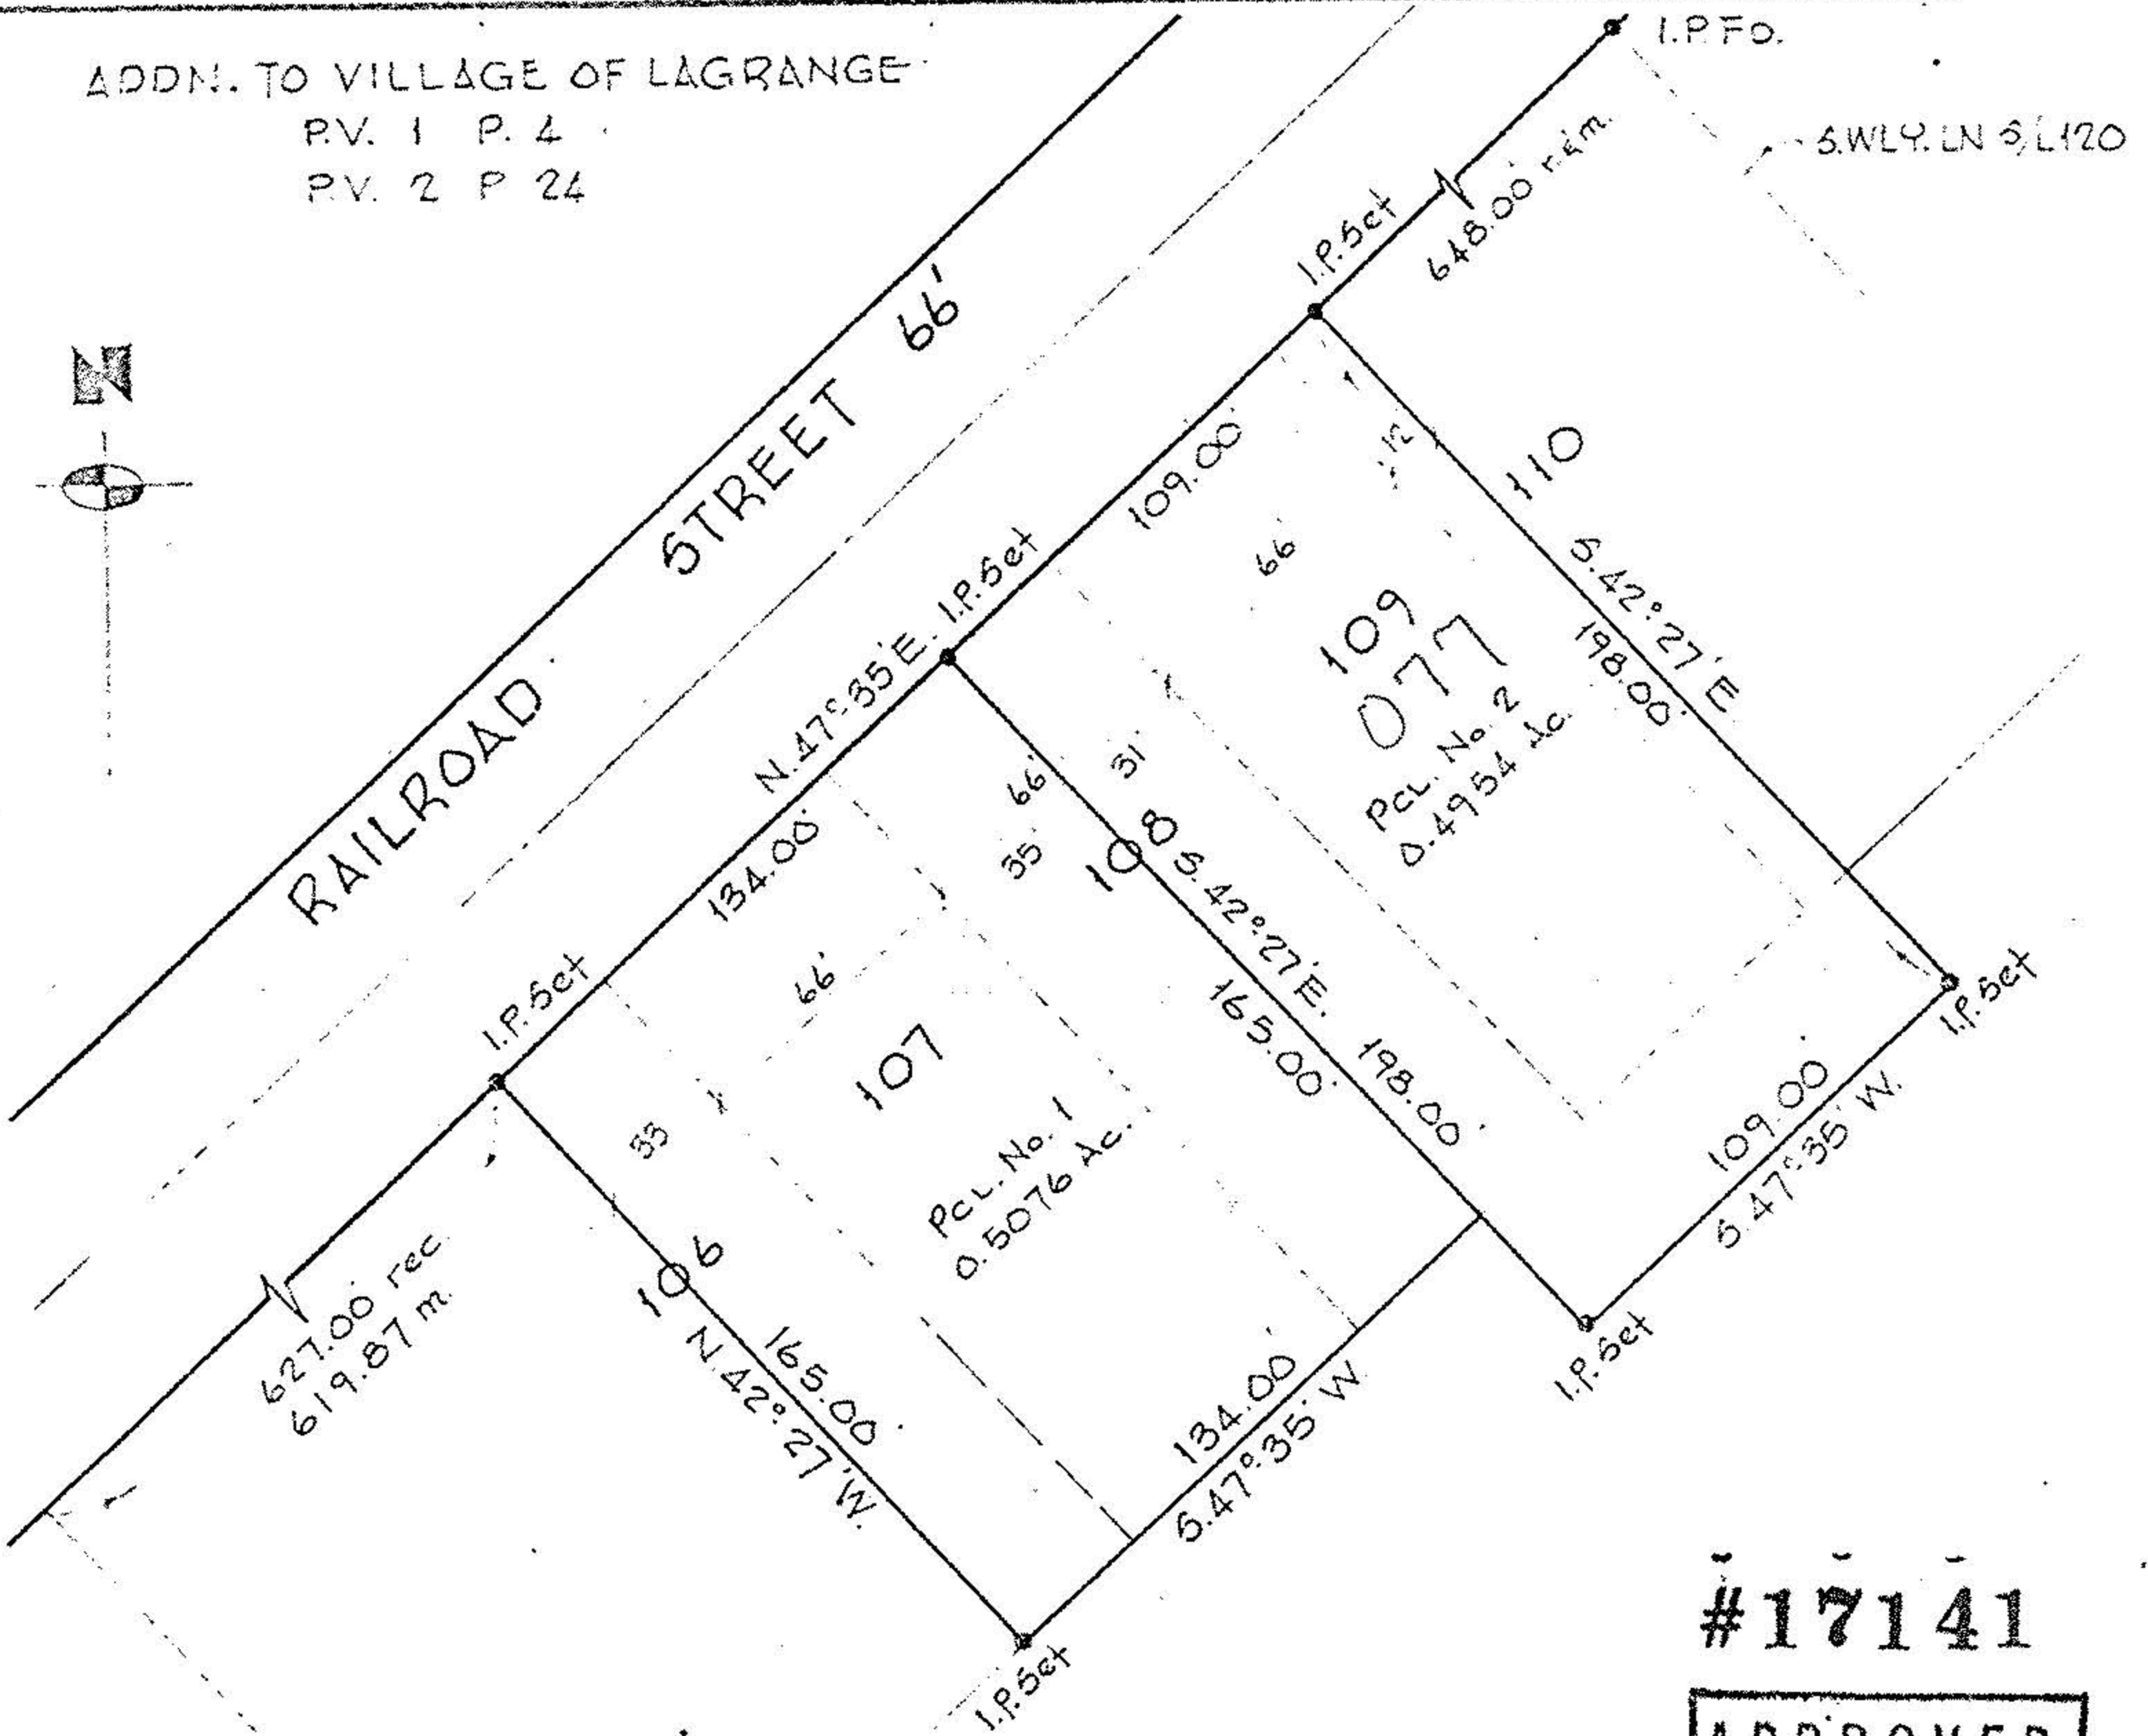 ADDN. TO VILLAGE OF LAGRANGE
P.V. 1 P. 4
P.V. 2 P 24
I.P. FD.
S.WLY. LN S/L 120
648.00' r.&m.
I.P. Set
N
RAILROAD STREET 66'
109.00'
12
110
66'
S. 42°. 27' E
198.00'
I.P. Set
109
077
Pcl. No. 2
0.4954 Ac.
N. 47°. 35' E.
134.00'
66'
31'
35'
108
S. 42°. 27' E.
165.00'
198.00'
I.P. Set
66'
107
33'
Pcl. No. 1
0.5076 Ac.
I.P. Set
109.00
S. 47°. 35' W.
I.P. Set
627.00' rec.
619.87 m.
106
165.00
N. 42°. 27' W.
134.00
S. 47°. 35' W.
I.P. Set
#17141
APPROVED